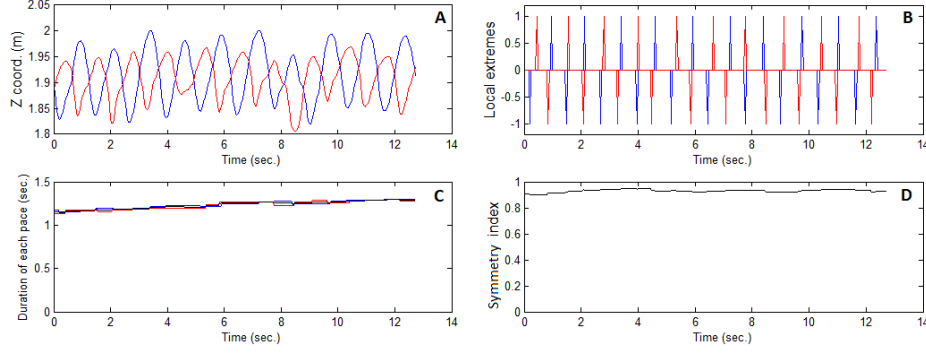 2.05
2
1.95
1.9
1.85
1.8
Z coord. (m)
A
0 2 4 6 8 10 12 14
Time (sec.)
1
0.5
0
-0.5
-1
Local extremes
B
0 2 4 6 8 10 12 14
Time (sec.)
1.5
1
0.5
0
Duration of each pace (sec.)
C
0 2 4 6 8 10 12 14
Time (sec.)
1
0.8
0.6
0.4
0.2
0
Symmetry index
D
0 2 4 6 8 10 12 14
Time (sec.)